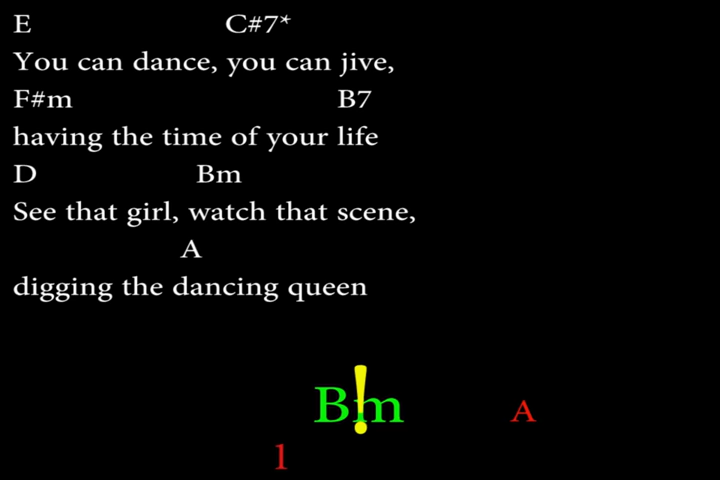 E C#7*
You can dance, you can jive,
F#m B7
having the time of your life
D Bm
See that girl, watch that scene,
A
digging the dancing queen
Bm ! A
1